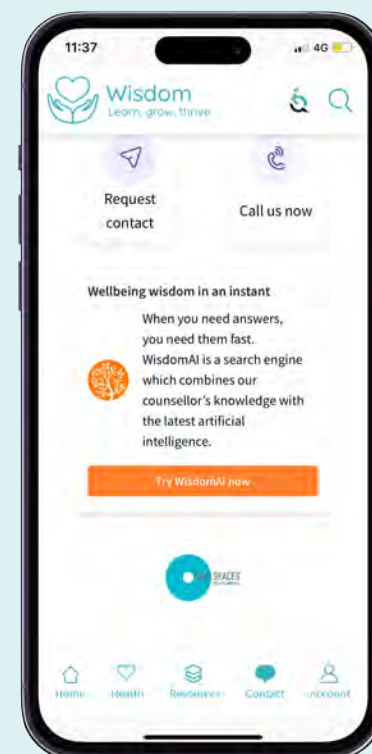 11:37
4G
Wisdom
Learn, grow, thrive
Request
contact
Call us now
Wellbeing wisdom in an instant
When you need answers,
you need them fast.
WisdomAI is a search engine
which combines our
counsellor's knowledge with
the latest artificial
intelligence.
Try WisdomAI now
SPACES
Home
Health
Resources
Contact
Account